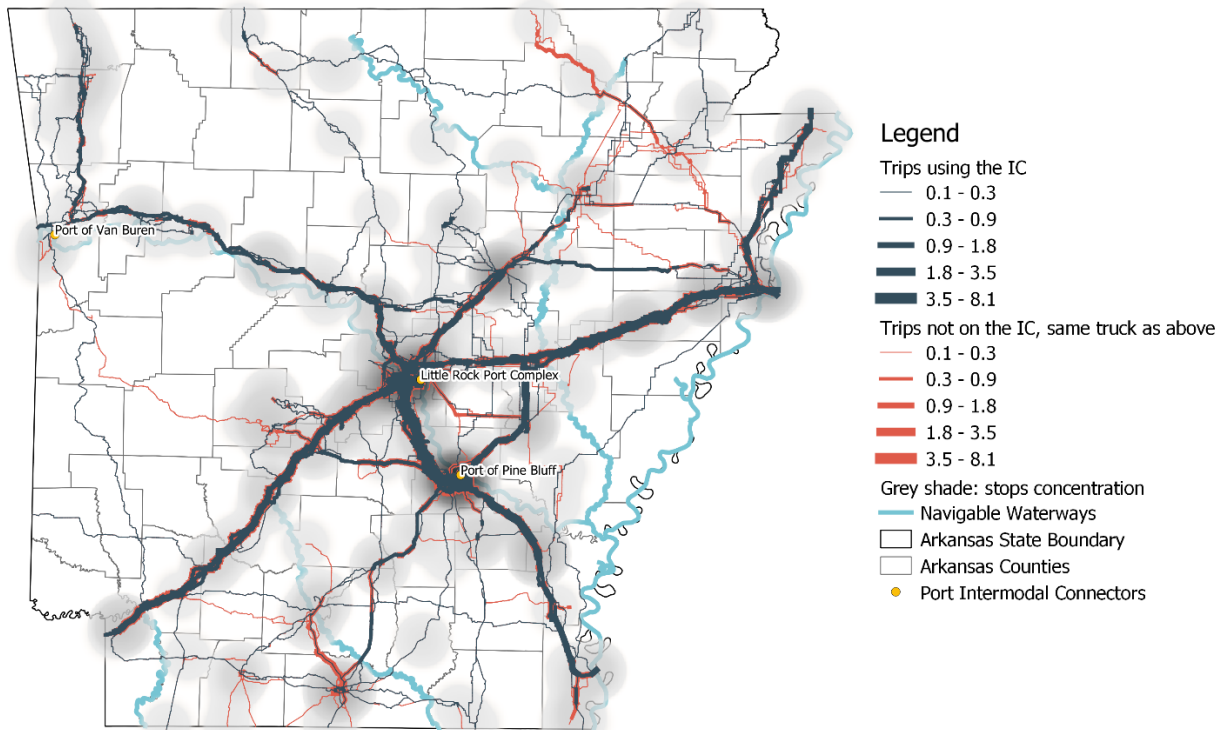 Port of Van Buren
Little Rock Port Complex
Port of Pine Bluff
Legend
Trips using the IC
0.1 - 0.3
0.3 - 0.9
0.9 - 1.8
1.8 - 3.5
3.5 - 8.1
Trips not on the IC, same truck as above
0.1 - 0.3
0.3 - 0.9
0.9 - 1.8
1.8 - 3.5
3.5 - 8.1
Grey shade: stops concentration
Navigable Waterways
Arkansas State Boundary
Arkansas Counties
Port Intermodal Connectors